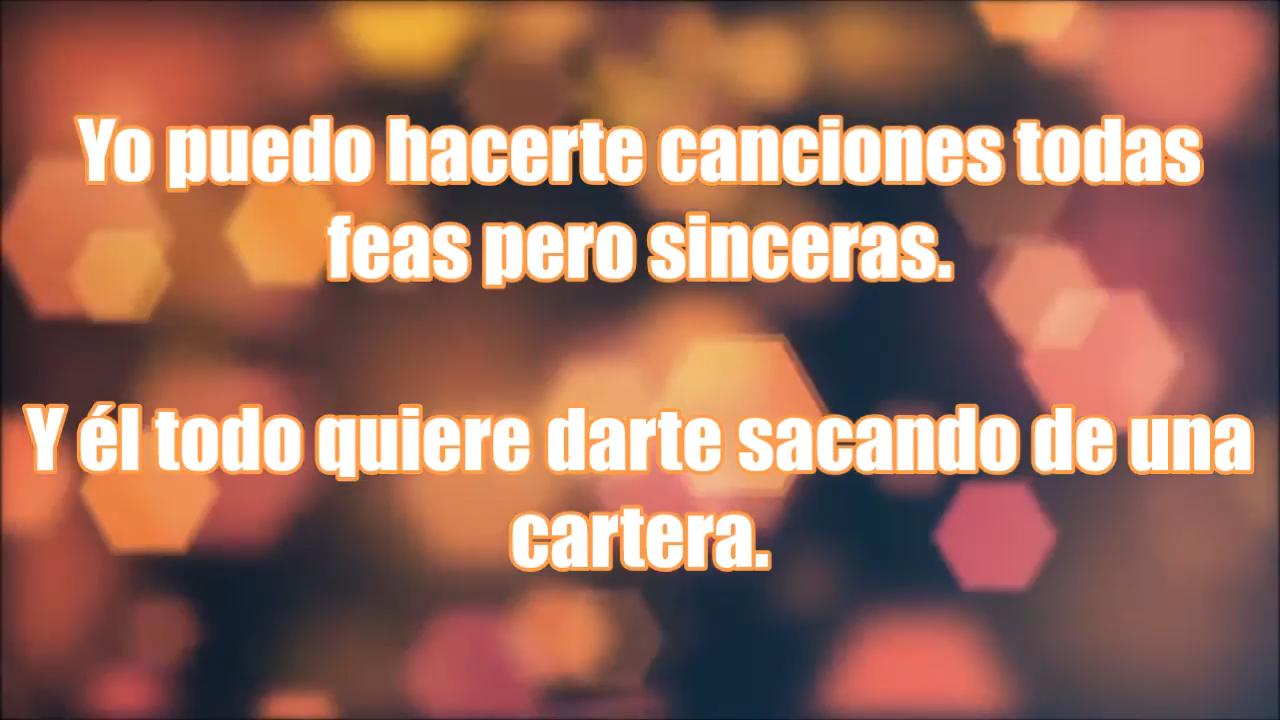 Yo puedo hacerte canciones todas
feas pero sinceras.
Y él todo quiere darte sacando de una
cartera.